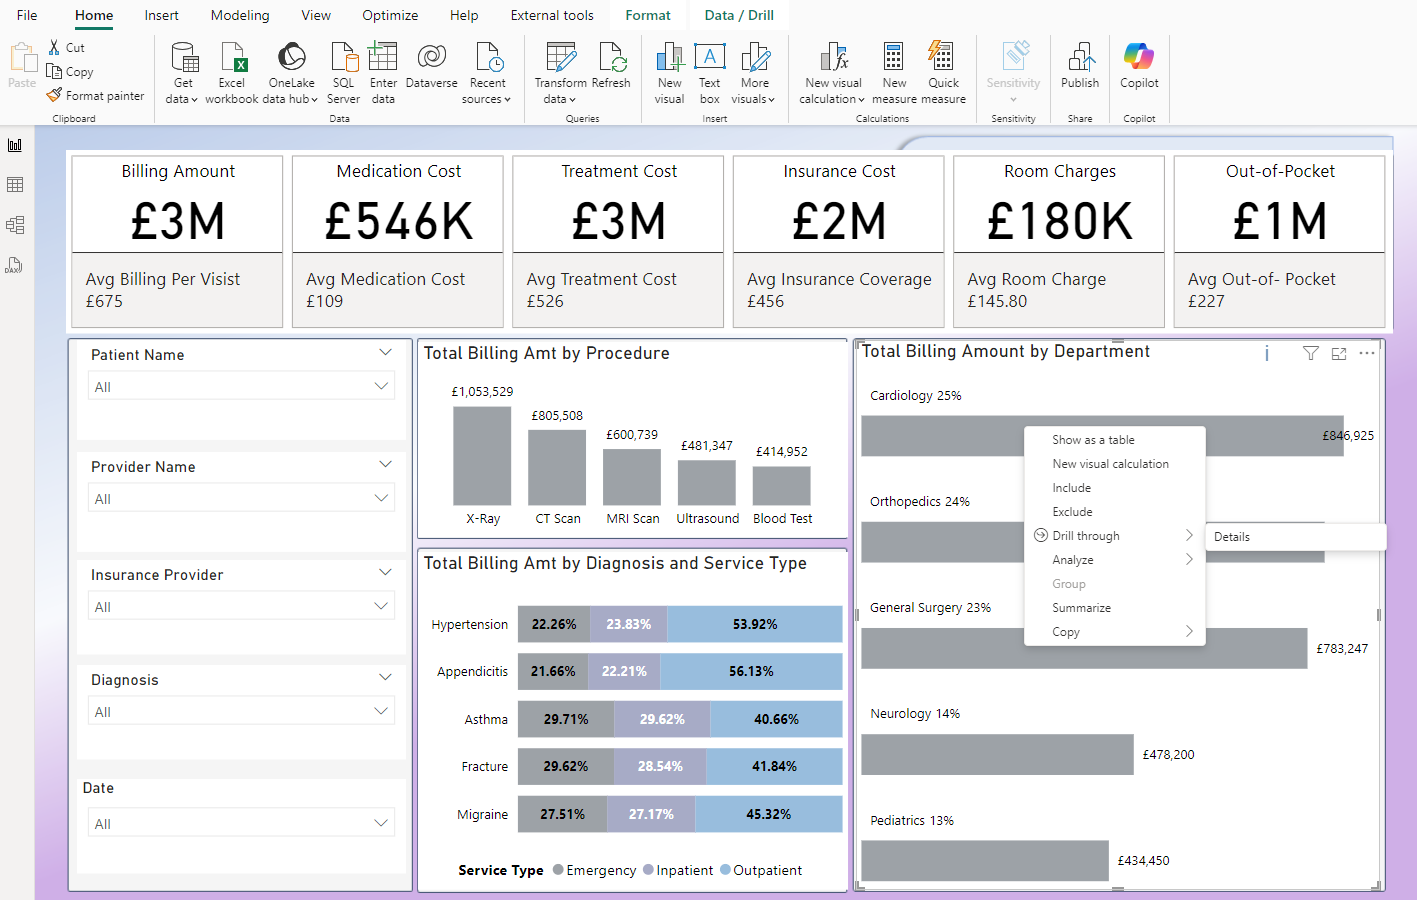 File Home Insert Modeling View Optimize Help External tools Format Data / Drill
Paste
Cut
Copy
Format painter
Clipboard
Get data
Excel workbook
OneLake data hub
SQL Server
Enter data
Dataverse
Recent sources
Data
Transform data
Refresh
Queries
New visual
Text box
More visuals
Insert
New visual calculation
New measure
Quick measure
Calculations
Sensitivity
Sensitivity
Publish
Share
Copilot
Copilot
DAX
Billing Amount
£3M
Avg Billing Per Visist
£675
Medication Cost
£546K
Avg Medication Cost
£109
Treatment Cost
£3M
Avg Treatment Cost
£526
Insurance Cost
£2M
Avg Insurance Coverage
£456
Room Charges
£180K
Avg Room Charge
£145.80
Out-of-Pocket
£1M
Avg Out-of- Pocket
£227
Patient Name
All
Provider Name
All
Insurance Provider
All
Diagnosis
All
Date
All
Total Billing Amt by Procedure
£1,053,529
£805,508
£600,739
£481,347
£414,952
X-Ray CT Scan MRI Scan Ultrasound Blood Test
Total Billing Amt by Diagnosis and Service Type
Hypertension 22.26% 23.83% 53.92%
Appendicitis 21.66% 22.21% 56.13%
Asthma 29.71% 29.62% 40.66%
Fracture 29.62% 28.54% 41.84%
Migraine 27.51% 27.17% 45.32%
Service Type Emergency Inpatient Outpatient
Total Billing Amount by Department
Cardiology 25%
£846,925
Orthopedics 24%
General Surgery 23%
£783,247
Neurology 14%
£478,200
Pediatrics 13%
£434,450
Show as a table
New visual calculation
Include
Exclude
Drill through
Details
Analyze
Group
Summarize
Copy